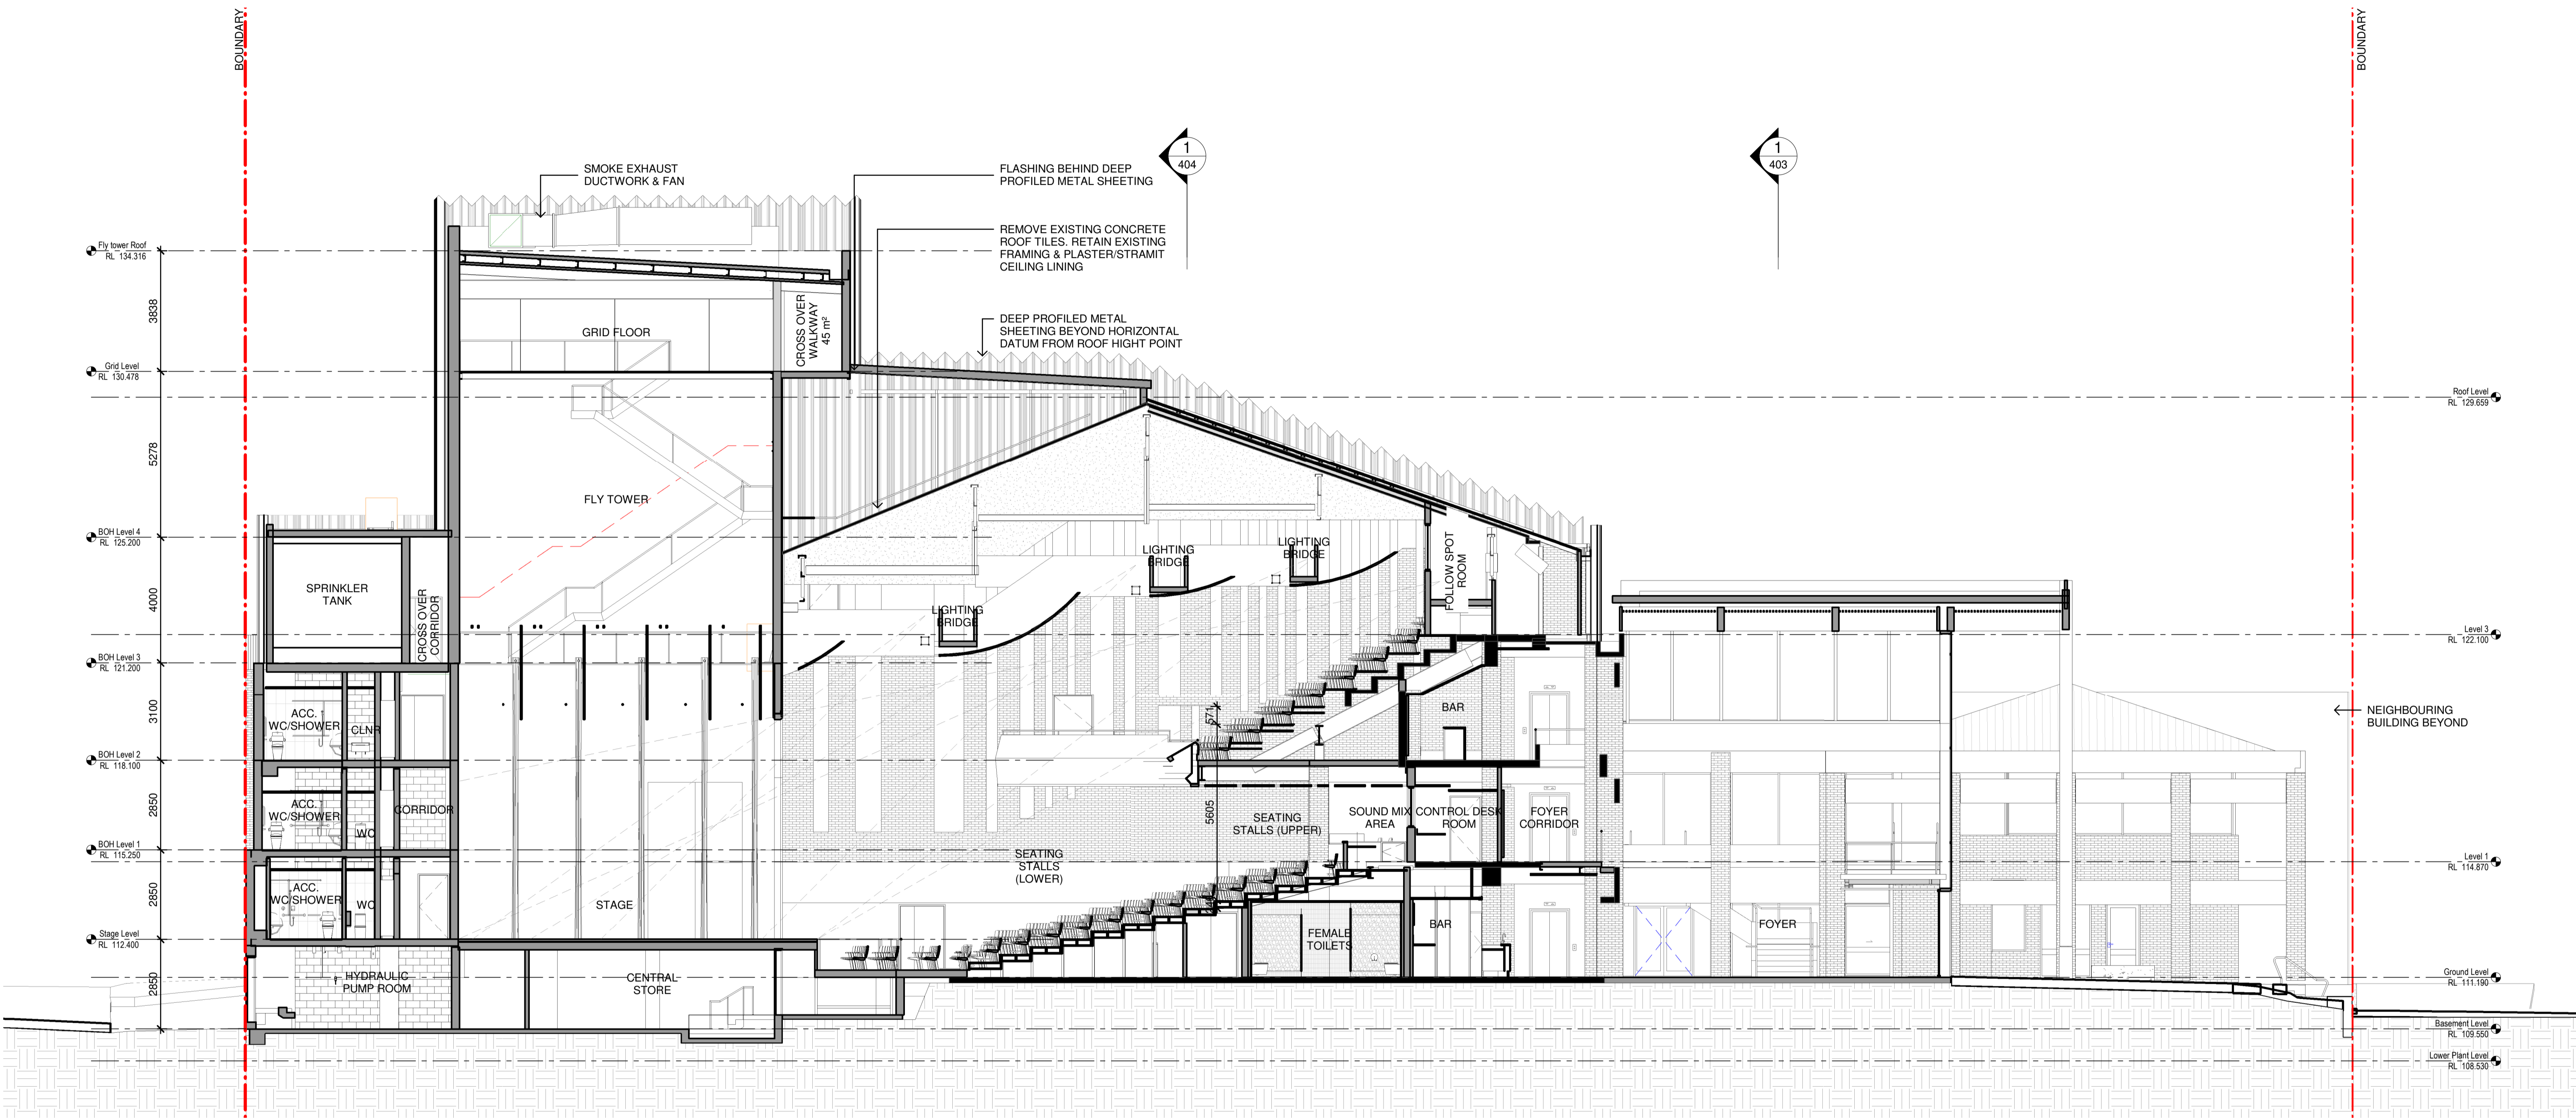 BOUNDARY
BOUNDARY
1
404
1
403
SMOKE EXHAUST
DUCTWORK & FAN
FLASHING BEHIND DEEP
PROFILED METAL SHEETING
REMOVE EXISTING CONCRETE
ROOF TILES. RETAIN EXISTING
FRAMING & PLASTER/STRAMIT
CEILING LINING
DEEP PROFILED METAL
SHEETING BEYOND HORIZONTAL
DATUM FROM ROOF HIGHT POINT
Fly tower Roof
RL 134.316
3838
Grid Level
RL 130.478
5278
BOH Level 4
RL 125.200
4000
BOH Level 3
RL 121.200
3100
BOH Level 2
RL 118.100
2850
BOH Level 1
RL 115.250
2850
Stage Level
RL 112.400
2850
GRID FLOOR
CROSS OVER
WALKWAY
45 m²
FLY TOWER
SPRINKLER
TANK
CROSS OVER
CORRIDOR
LIGHTING
BRIDGE
LIGHTING
BRIDGE
LIGHTING
BRIDGE
FOLLOW SPOT
ROOM
ACC.
WC/SHOWER
CLNR
BAR
571
ACC.
WC/SHOWER
WC
CORRIDOR
5605
SEATING
STALLS (UPPER)
SOUND MIX
AREA
CONTROL DESK
ROOM
FOYER
CORRIDOR
SEATING
STALLS
(LOWER)
ACC.
WC/SHOWER
WC
STAGE
FEMALE
TOILETS
BAR
FOYER
HYDRAULIC
PUMP ROOM
CENTRAL
STORE
NEIGHBOURING
BUILDING BEYOND
Roof Level
RL 129.659
Level 3
RL 122.100
Level 1
RL 114.870
Ground Level
RL 111.190
Basement Level
RL 109.550
Lower Plant Level
RL 108.530